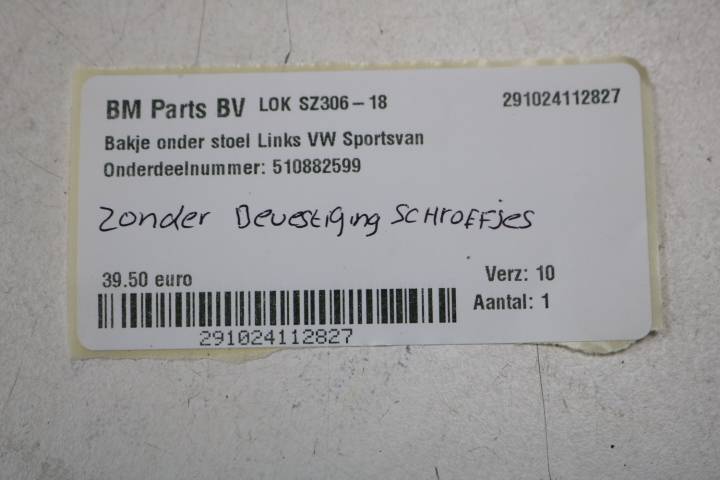 BM Parts BV LOK SZ306-18 291024112827
Bakje onder stoel Links VW Sportsvan
Onderdeelnummer: 510882599
Zonder Bevestiging SCHroEFjes
39.50 euro Verz: 10
Aantal: 1
291024112827